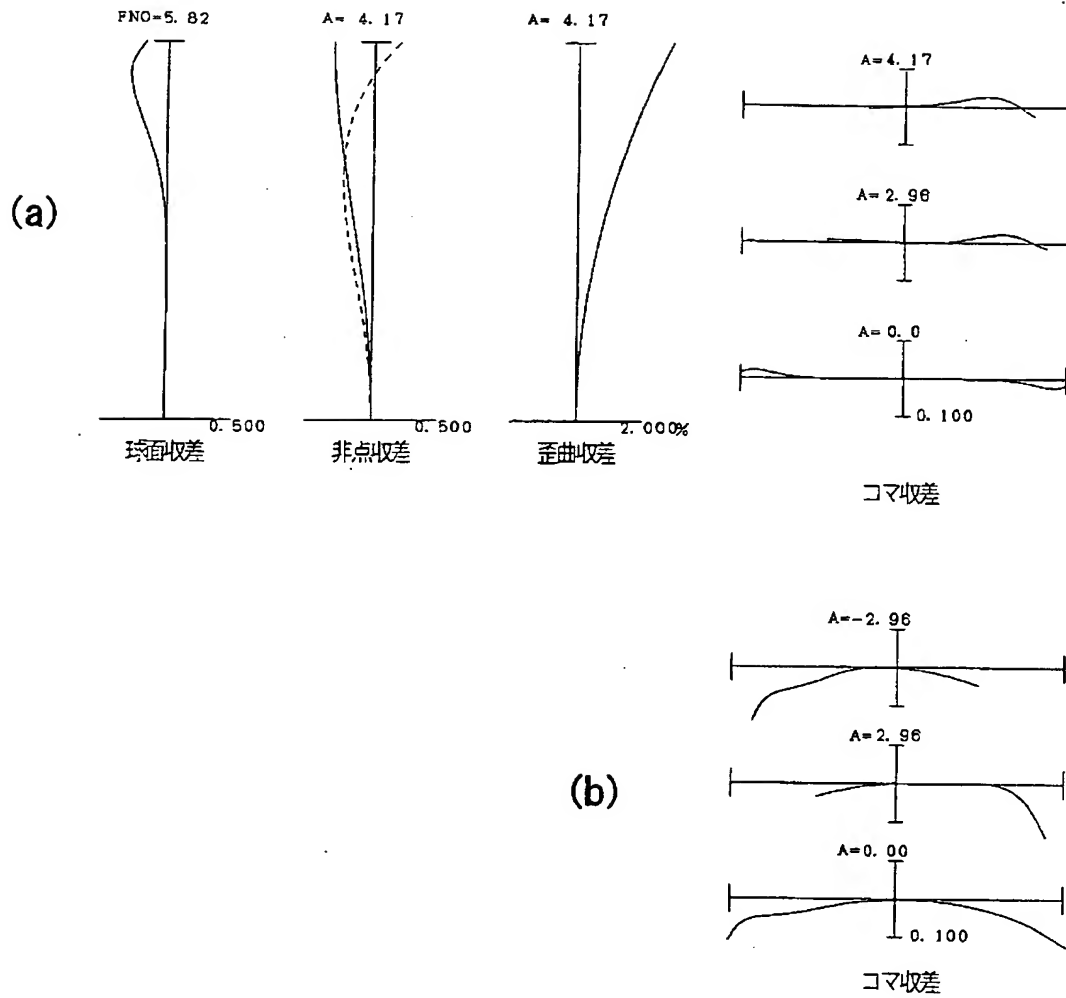 (a)
FNO=5. 82
0. 500
球面収差
A= 4. 17
0. 500
非点収差
A= 4. 17
2. 000%
歪曲収差
A=4. 17
A=2. 96
A=0. 0
0. 100
コマ収差
(b)
A=-2. 96
A=2. 96
A=0. 00
0. 100
コマ収差